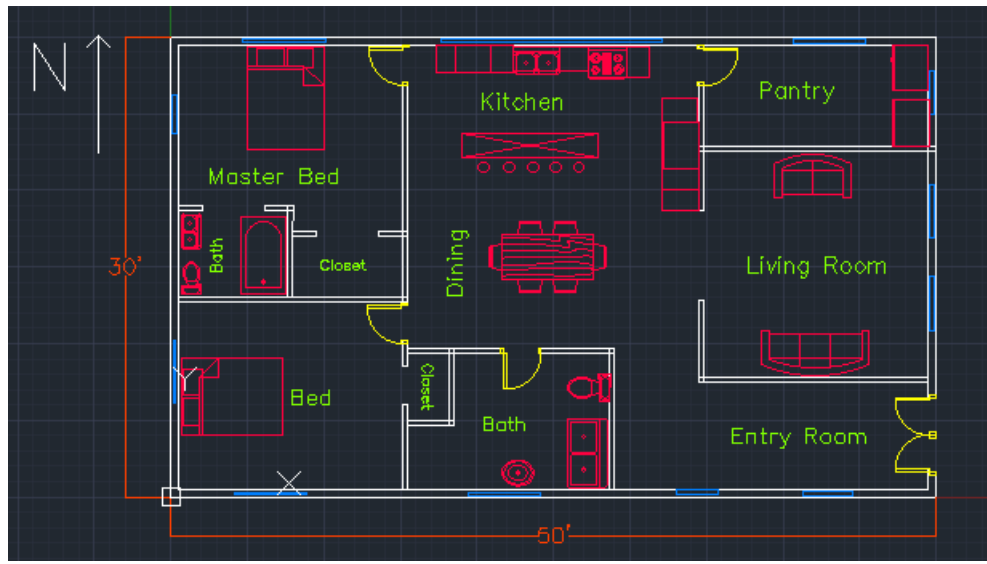 N
Kitchen
Pantry
Master Bed
Bath
Closet
Dining
Living Room
30'
Y
Bed
Closet
Bath
Entry Room
X
50'